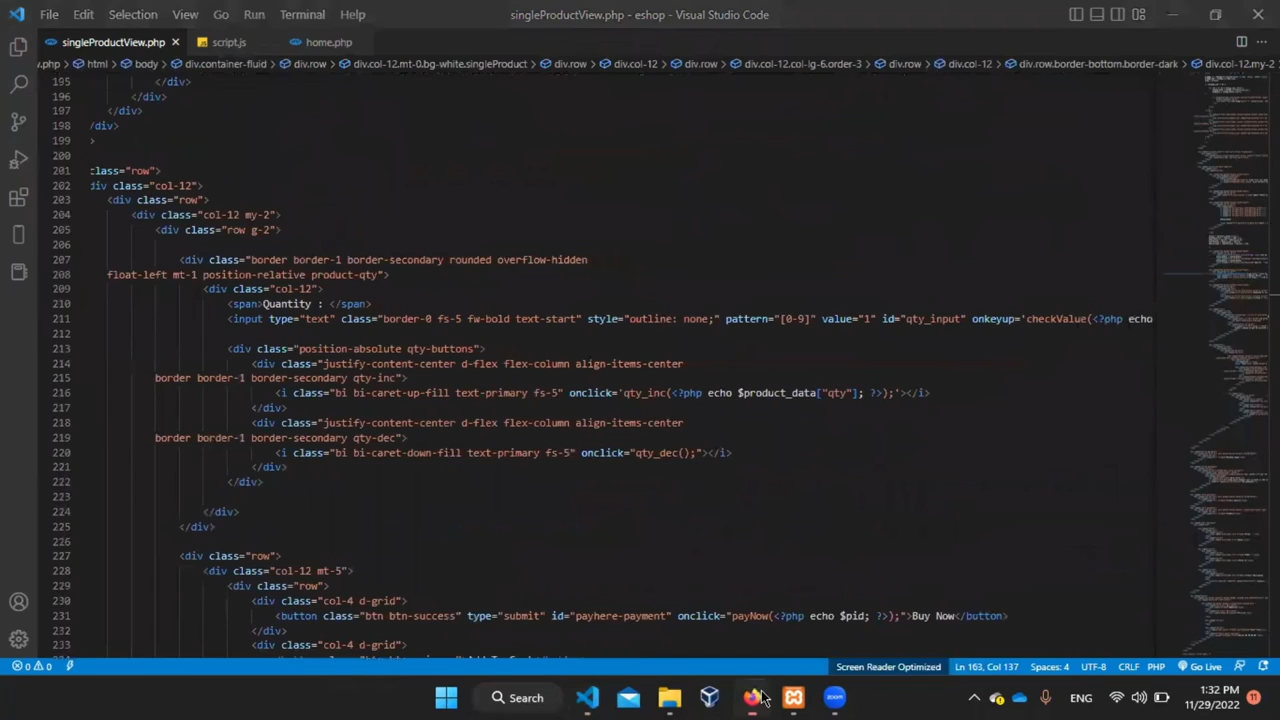 File Edit Selection View Go Run Terminal Help singleProductView.php - eshop - Visual Studio Code
singleProductView.php script.js home.php
.php > html > body > div.container-fluid > div.row > div.col-12.mt-0.bg-white.singleProduct > div.row > div.col-12 > div.row > div.col-12.col-lg-6.order-3 > div.row > div.col-12 > div.row.border-bottom.border-dark > div.col-12.my-2
195 </div>
196 </div>
197 </div>
198 /div>
199 >
200
201 :lass="row">
202 div class="col-12">
203 <div class="row">
204 <div class="col-12 my-2">
205 <div class="row g-2">
206
207 <div class="border border-1 border-secondary rounded overflow-hidden
208 float-left mt-1 position-relative product-qty">
209 <div class="col-12">
210 <span>Quantity : </span>
211 <input type="text" class="border-0 fs-5 fw-bold text-start" style="outline: none;" pattern="[0-9]" value="1" id="qty_input" onkeyup='checkValue(<?php echo
212
213 <div class="position-absolute qty-buttons">
214 <div class="justify-content-center d-flex flex-column align-items-center
215 border border-1 border-secondary qty-inc">
216 <i class="bi bi-caret-up-fill text-primary fs-5" onclick='qty_inc(<?php echo $product_data["qty"]; ?>);'></i>
217 </div>
218 <div class="justify-content-center d-flex flex-column align-items-center
219 border border-1 border-secondary qty-dec">
220 <i class="bi bi-caret-down-fill text-primary fs-5" onclick="qty_dec();"></i>
221 </div>
222 </div>
223
224 </div>
225 </div>
226
227 <div class="row">
228 <div class="col-12 mt-5">
229 <div class="row">
230 <div class="col-4 d-grid">
231 <button class="btn btn-success" type="submit" id="payhere-payment" onclick="payNow(<?php echo $pid; ?>);">Buy Now</button>
232 </div>
233 <div class="col-4 d-grid">
0 0 Screen Reader Optimized Ln 163, Col 137 Spaces: 4 UTF-8 CRLF PHP Go Live
Search zoom ENG 1:32 PM 11
11/29/2022